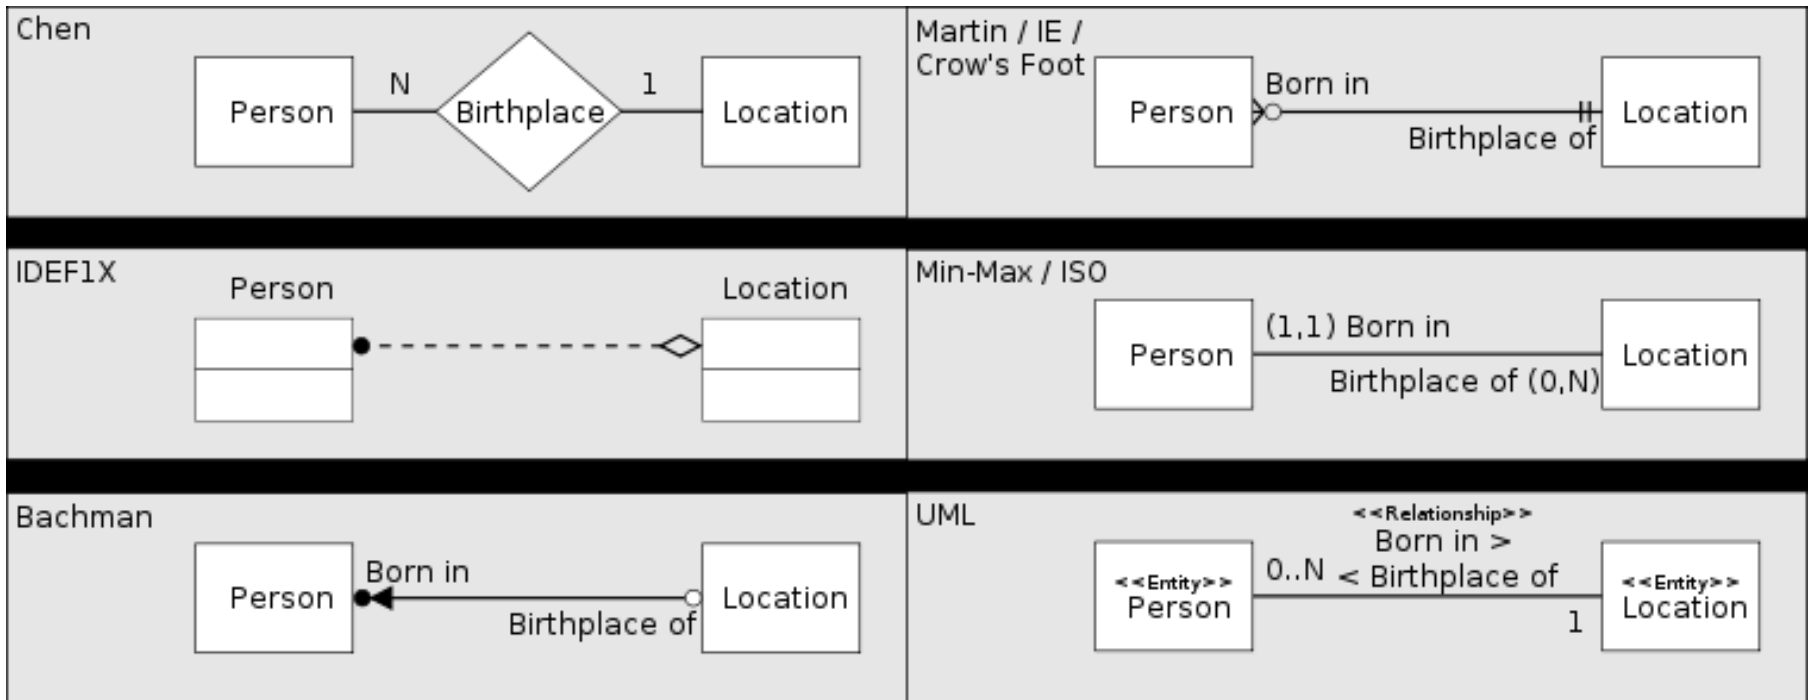 Chen
Person
N
Birthplace
1
Location
Martin / IE /
Crow's Foot
Person
Born in
Birthplace of
Location
IDEF1X
Person
Location
Min-Max / ISO
Person
(1,1) Born in
Birthplace of (0,N)
Location
Bachman
Person
Born in
Birthplace of
Location
UML
<<Entity>>
Person
0..N
<<Relationship>>
Born in >
< Birthplace of
1
<<Entity>>
Location